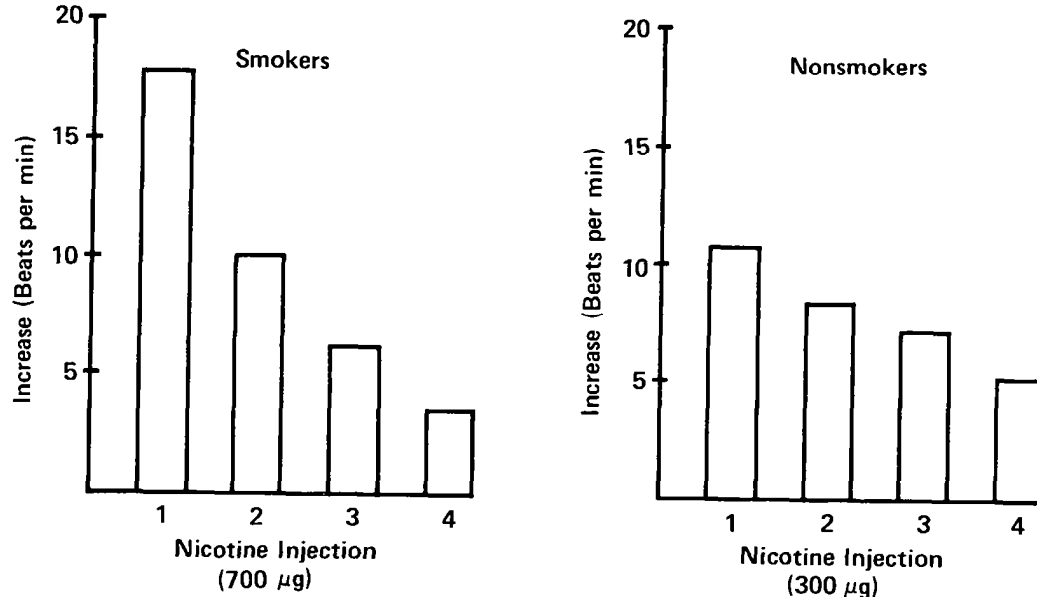 Smokers
20
15
10
5
Increase (Beats per min)
1 2 3 4
Nicotine Injection
(700 µg)
Nonsmokers
20
15
10
5
Increase (Beats per min)
1 2 3 4
Nicotine Injection
(300 µg)